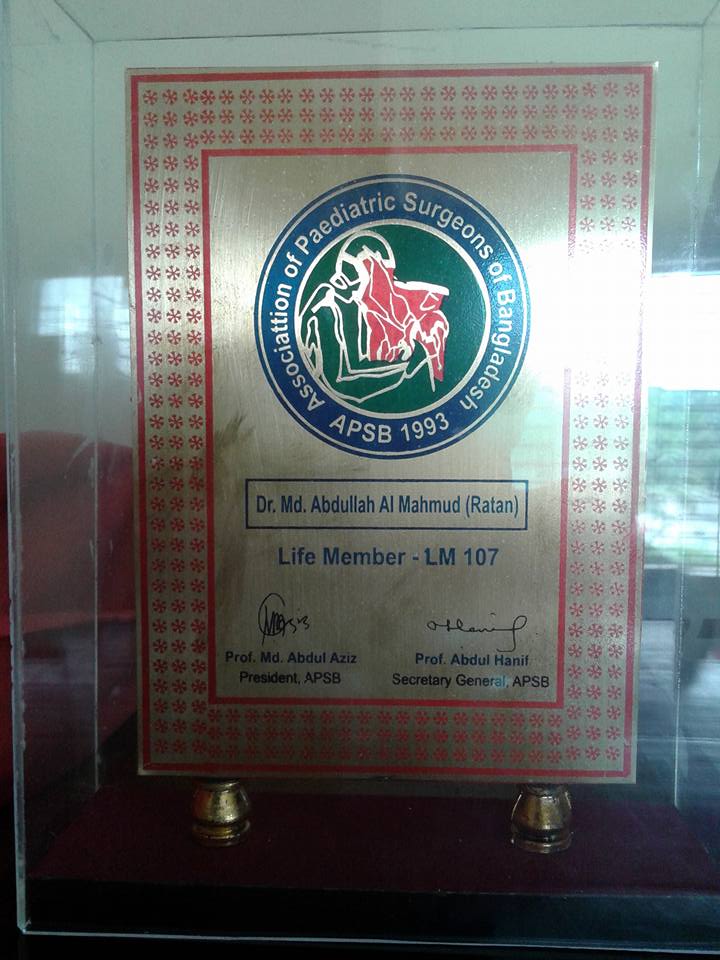 Associattion of Paediatric Surgeons of Bangladesh
APSB 1993
Dr. Md. Abdullah Al Mahmud (Ratan)
Life Member - LM 107
Prof. Md. Abdul Aziz
President, APSB
Prof. Abdul Hanif
Secretary General, APSB